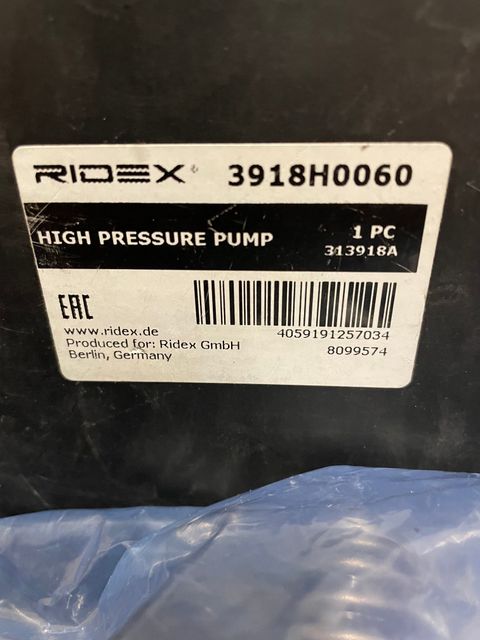 RIDEX® 3918H0060
HIGH PRESSURE PUMP 1 PC
313918A
EAC
www.ridex.de 4059191257034
Produced for: Ridex GmbH 8099574
Berlin, Germany